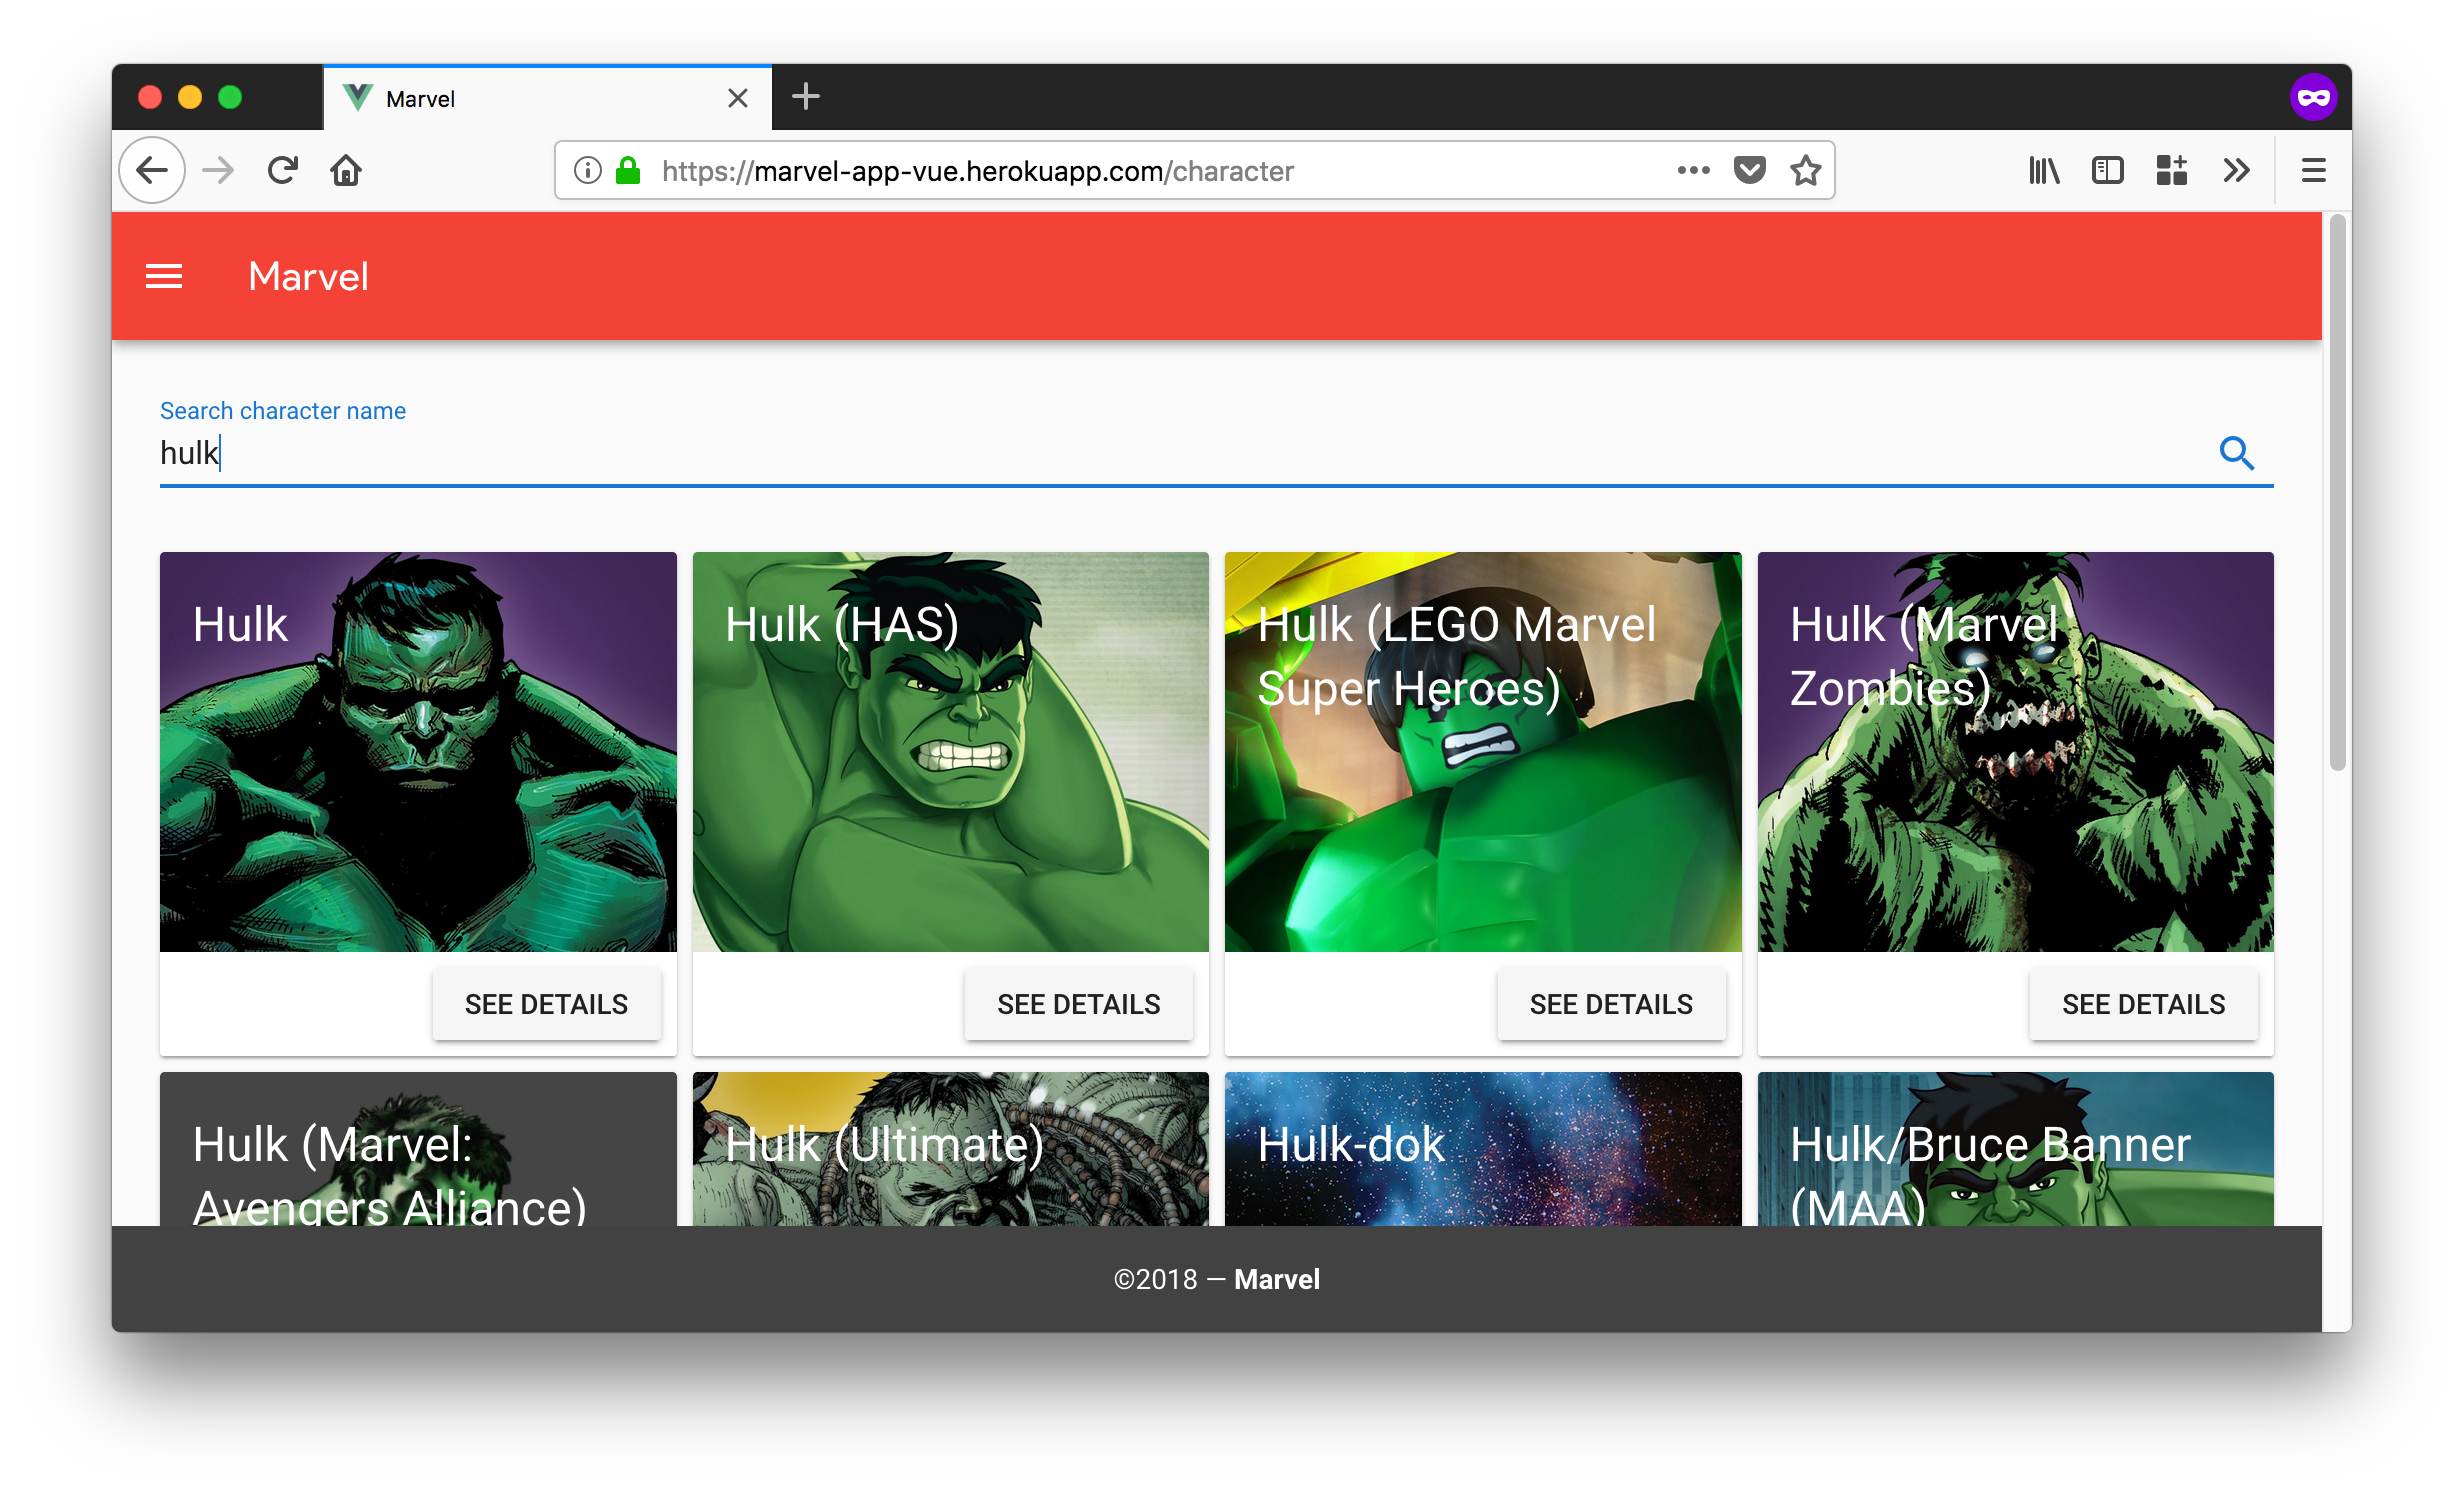 Marvel
https://marvel-app-vue.herokuapp.com/character
Marvel
Search character name
hulk
Hulk
Hulk (HAS)
Hulk (LEGO Marvel
Super Heroes)
Hulk (Marvel
Zombies)
SEE DETAILS
SEE DETAILS
SEE DETAILS
SEE DETAILS
Hulk (Marvel:
Avengers Alliance)
Hulk (Ultimate)
Hulk-dok
Hulk/Bruce Banner
(MAA)
©2018 — Marvel